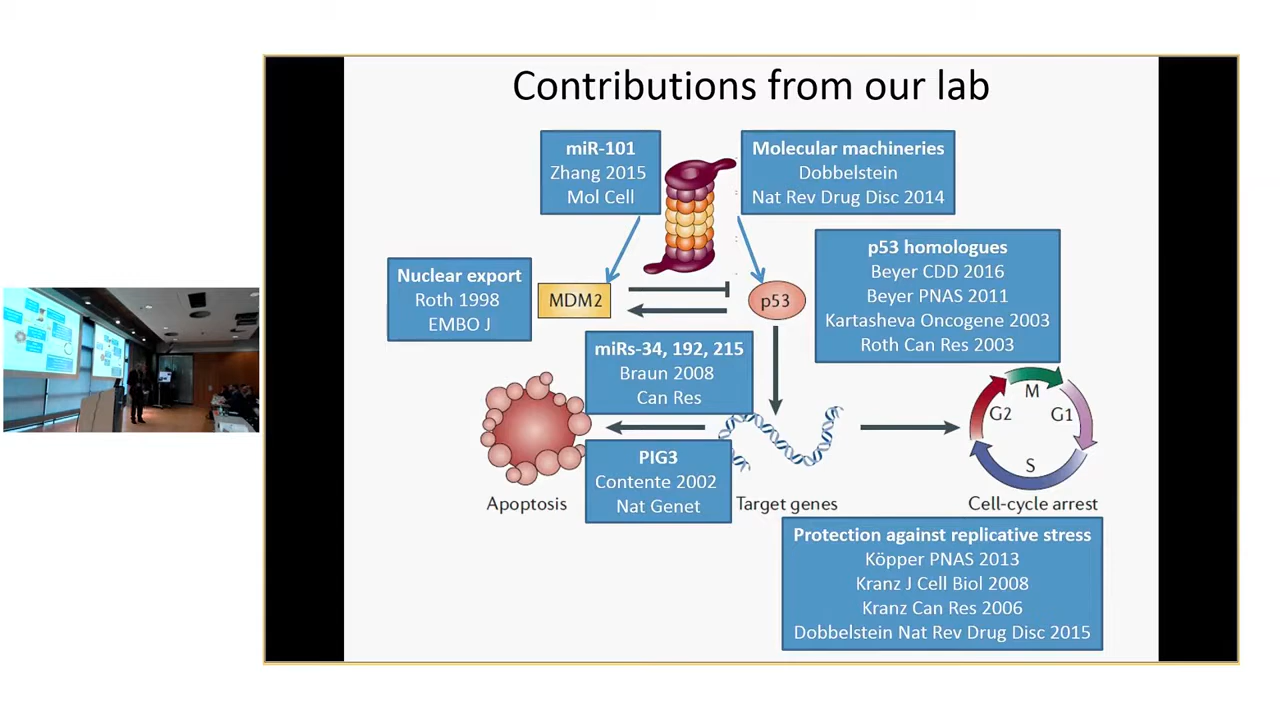 Contributions from our lab
miR-101
Zhang 2015
Mol Cell
Molecular machineries
Dobbelstein
Nat Rev Drug Disc 2014
p53 homologues
Beyer CDD 2016
Beyer PNAS 2011
Kartasheva Oncogene 2003
Roth Can Res 2003
Nuclear export
Roth 1998
EMBO J
MDM2
p53
miRs-34, 192, 215
Braun 2008
Can Res
M
G2
G1
S
PIG3
Contente 2002
Nat Genet
Apoptosis
Target genes
Cell-cycle arrest
Protection against replicative stress
Köpper PNAS 2013
Kranz J Cell Biol 2008
Kranz Can Res 2006
Dobbelstein Nat Rev Drug Disc 2015